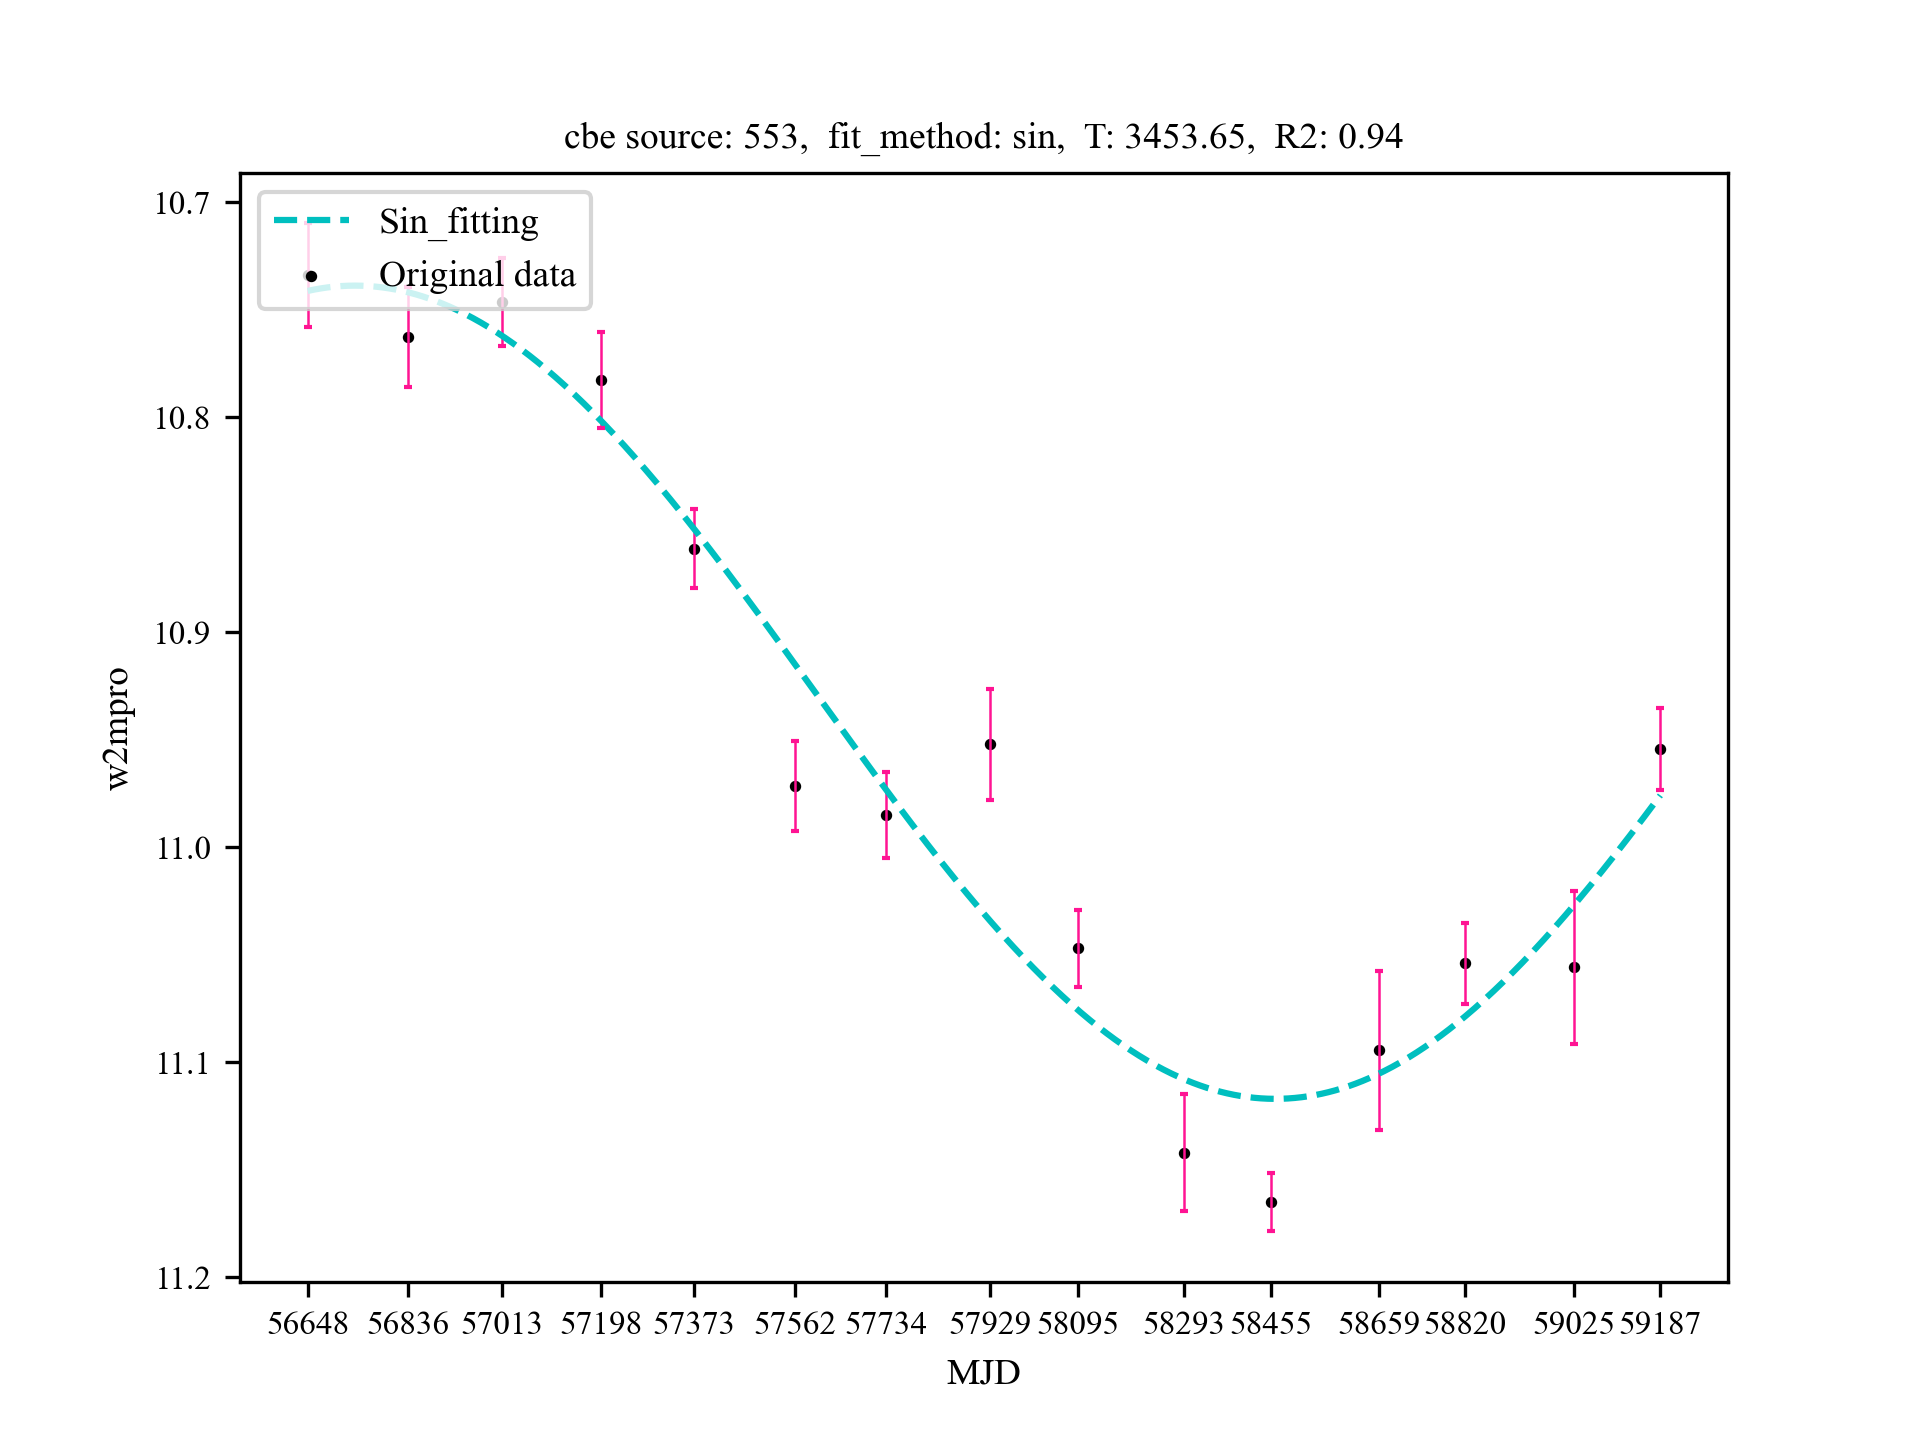 cbe source: 553,  fit_method: sin,  T: 3453.65,  R2: 0.94
Sin_fitting
Original data
10.7
10.8
10.9
11.0
11.1
11.2
w2mpro
56648 56836 57013 57198 57373 57562 57734 57929 58095 58293 58455 58659 58820 59025 59187
MJD